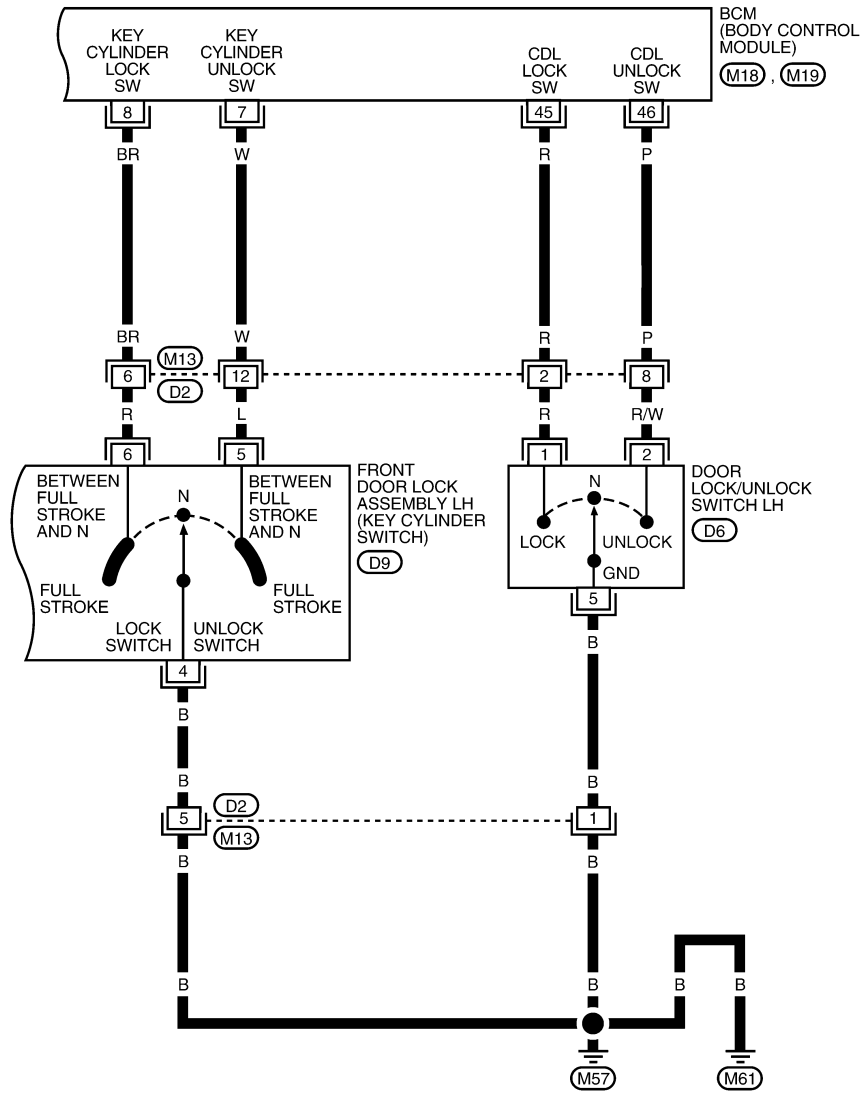 BCM
(BODY CONTROL
MODULE)
M18 , M19
KEY
CYLINDER
LOCK
SW
KEY
CYLINDER
UNLOCK
SW
CDL
LOCK
SW
CDL
UNLOCK
SW
8
7
45
46
BR
W
R
P
BR
W
R
P
M13
6
12
2
8
D2
R
L
R
R/W
6
5
1
2
BETWEEN
FULL
STROKE
AND N
N
BETWEEN
FULL
STROKE
AND N
FULL
STROKE
FULL
STROKE
LOCK
SWITCH
UNLOCK
SWITCH
FRONT
DOOR LOCK
ASSEMBLY LH
(KEY CYLINDER
SWITCH)
D9
N
LOCK
UNLOCK
GND
DOOR
LOCK/UNLOCK
SWITCH LH
D6
5
4
B
B
B
B
D2
5
1
M13
B
B
B
B
B
B
M57
M61